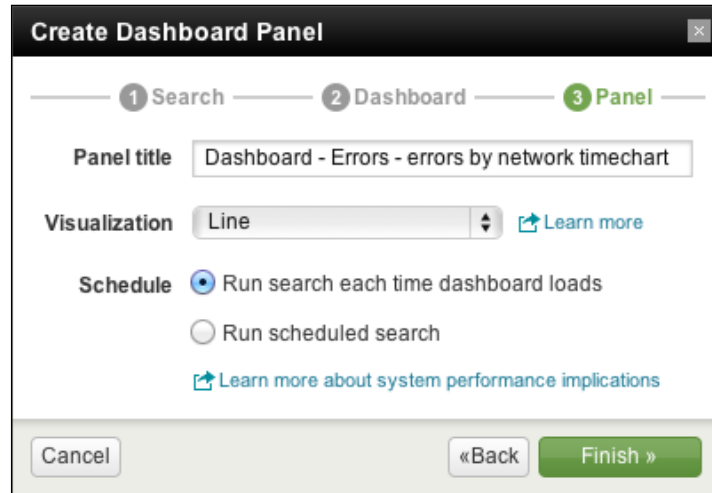 Create Dashboard Panel
1 Search 2 Dashboard 3 Panel
Panel title Dashboard - Errors - errors by network timechart
Visualization Line Learn more
Schedule Run search each time dashboard loads
Run scheduled search
Learn more about system performance implications
Cancel «Back Finish »